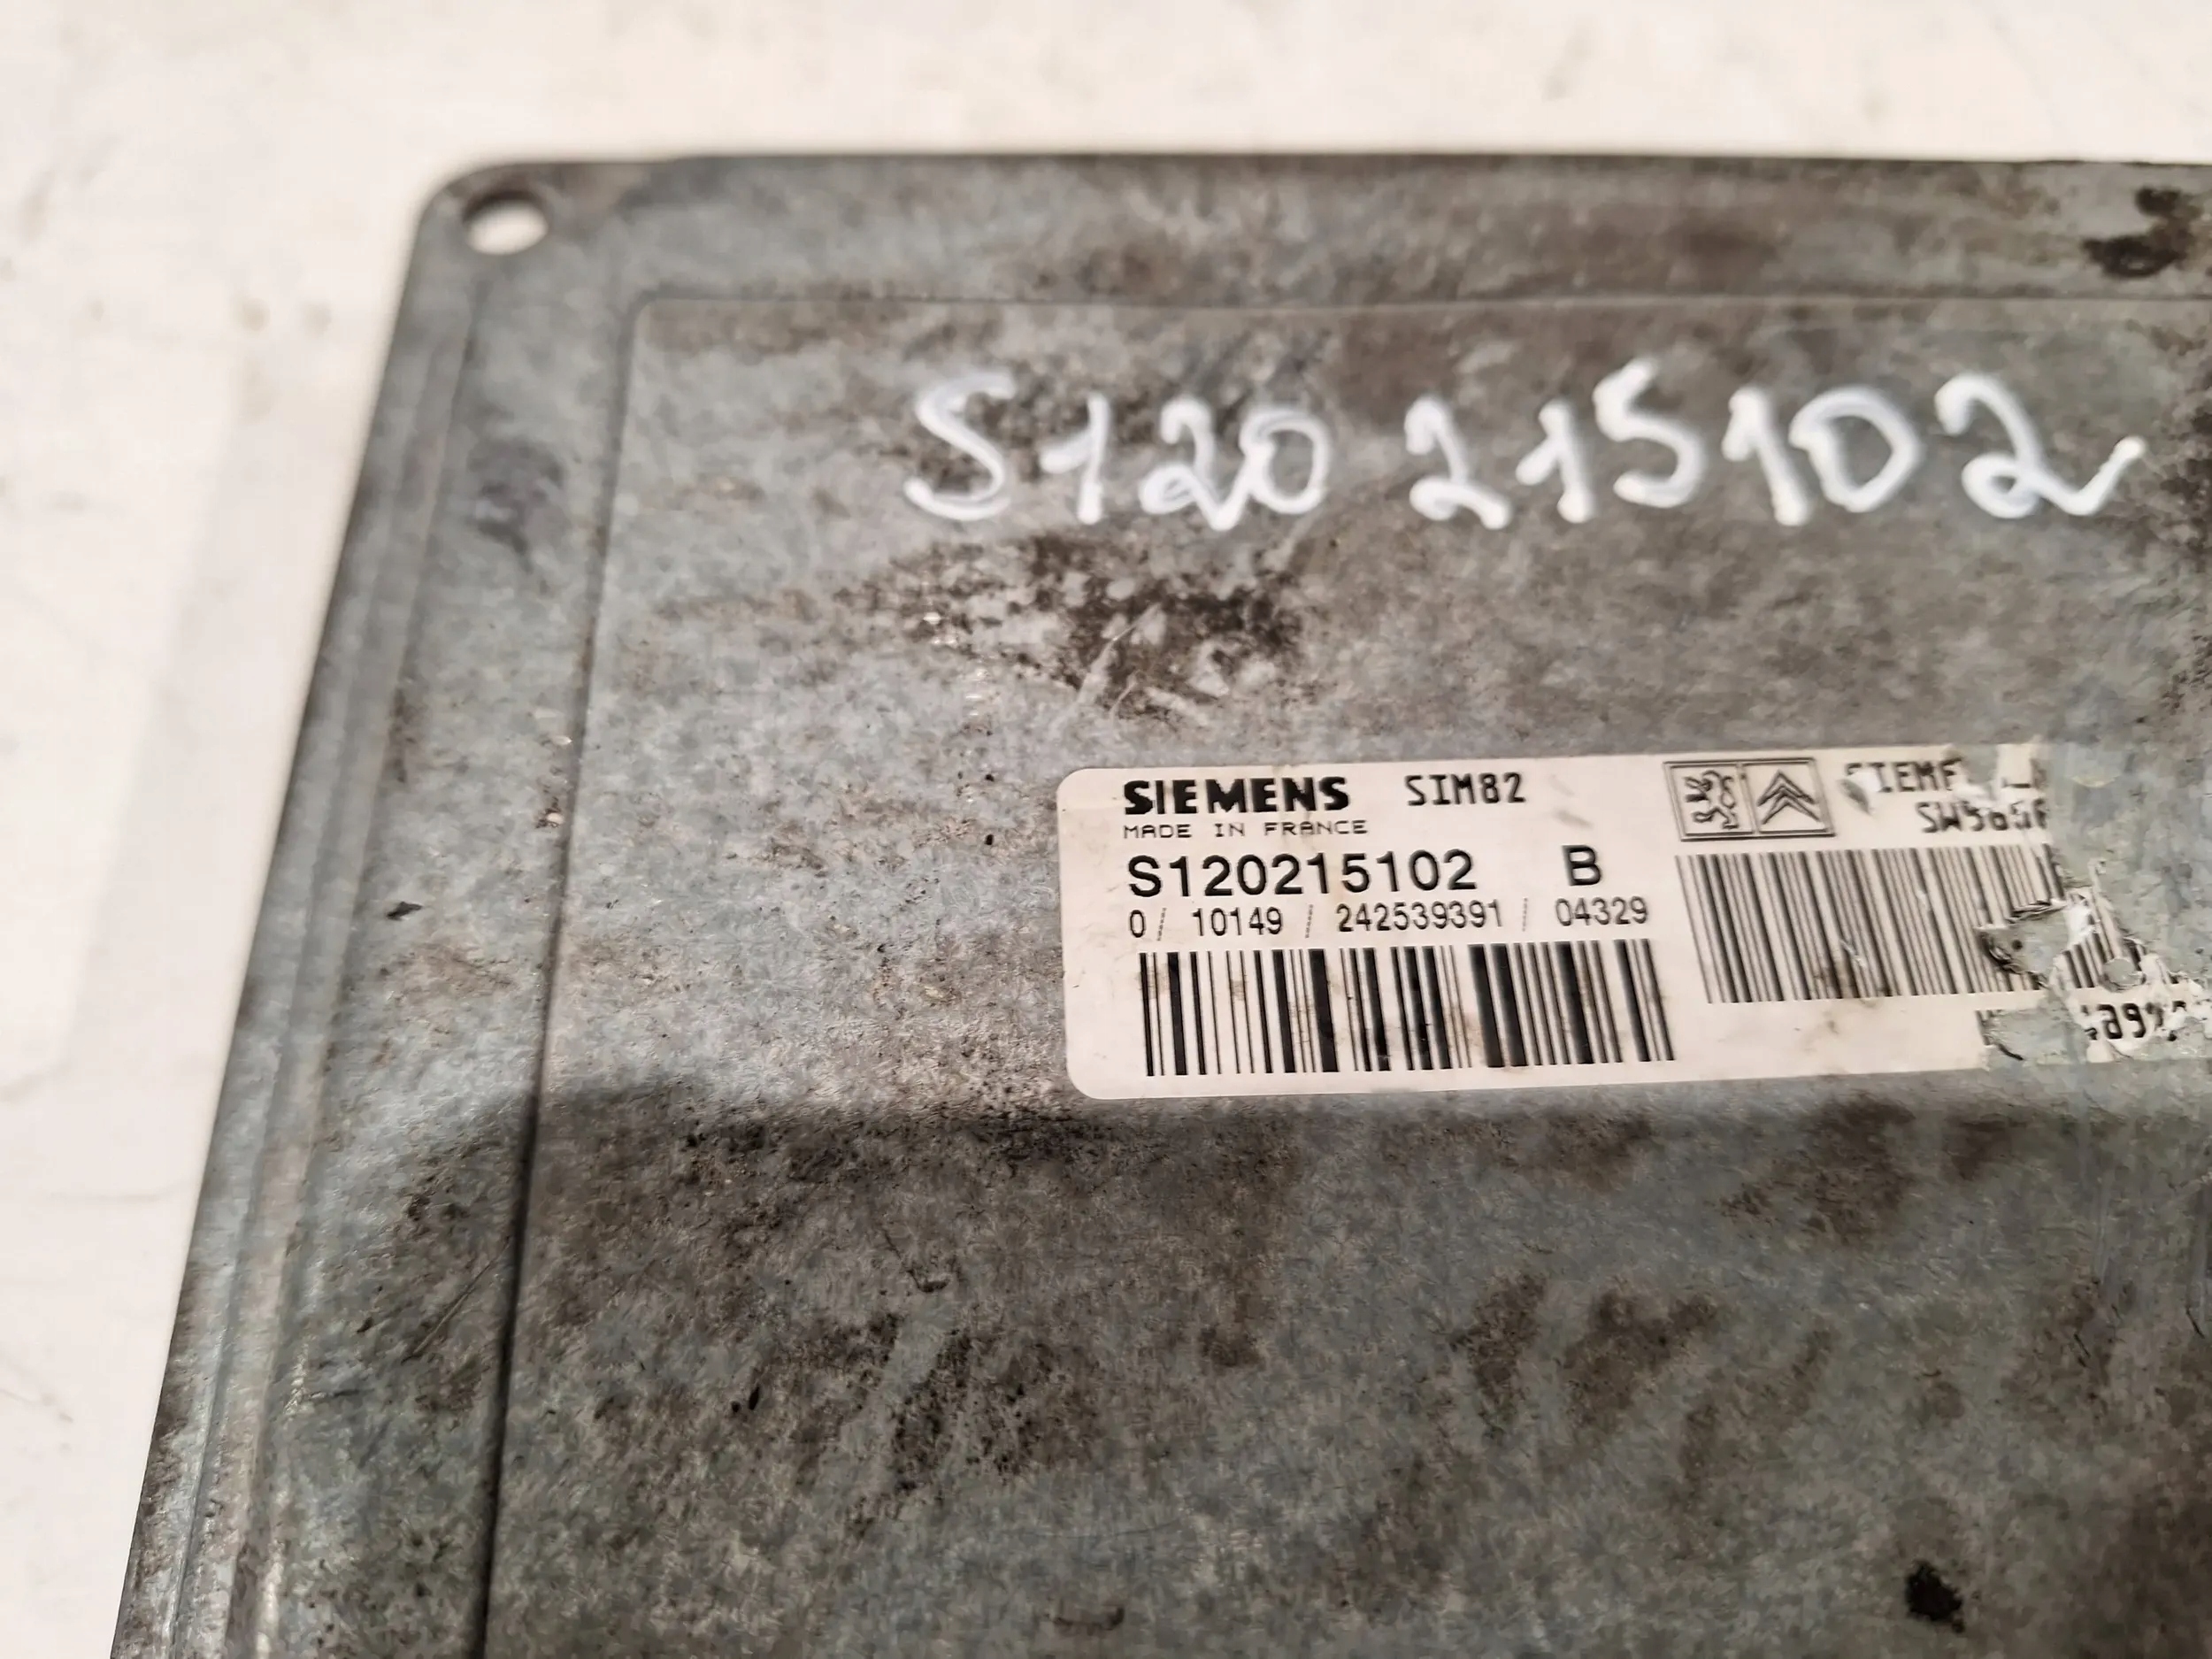 S120 215102
SIEMENS SIM82
MADE IN FRANCE
S120215102 B
0 / 10149 / 242539391 / 04329